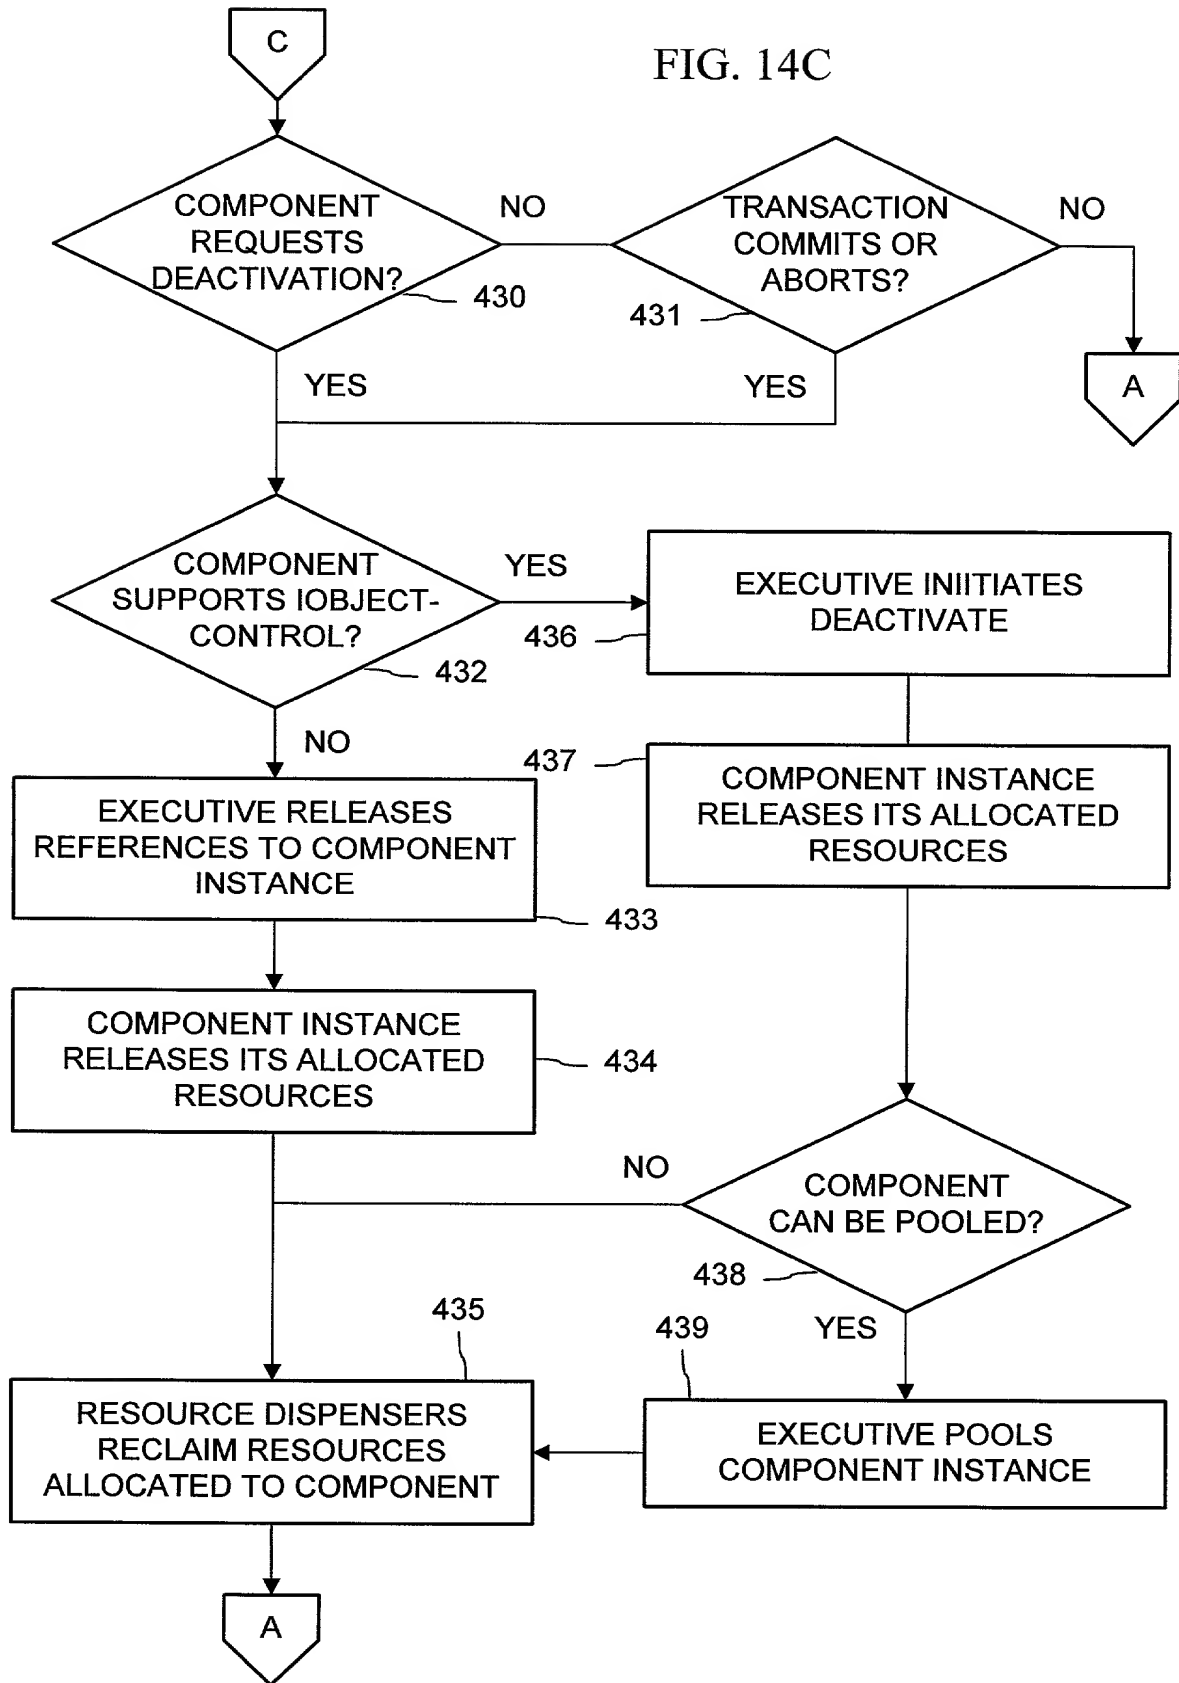 C
FIG. 14C
COMPONENT
REQUESTS
DEACTIVATION?
NO
TRANSACTION
COMMITS OR
ABORTS?
NO
430
431
YES
YES
A
COMPONENT
SUPPORTS IOBJECT-
CONTROL?
YES
EXECUTIVE INIITIATES
DEACTIVATE
436
432
NO
437
COMPONENT INSTANCE
RELEASES ITS ALLOCATED
RESOURCES
EXECUTIVE RELEASES
REFERENCES TO COMPONENT
INSTANCE
433
COMPONENT INSTANCE
RELEASES ITS ALLOCATED
RESOURCES
434
NO
COMPONENT
CAN BE POOLED?
438
YES
435
439
RESOURCE DISPENSERS
RECLAIM RESOURCES
ALLOCATED TO COMPONENT
EXECUTIVE POOLS
COMPONENT INSTANCE
A